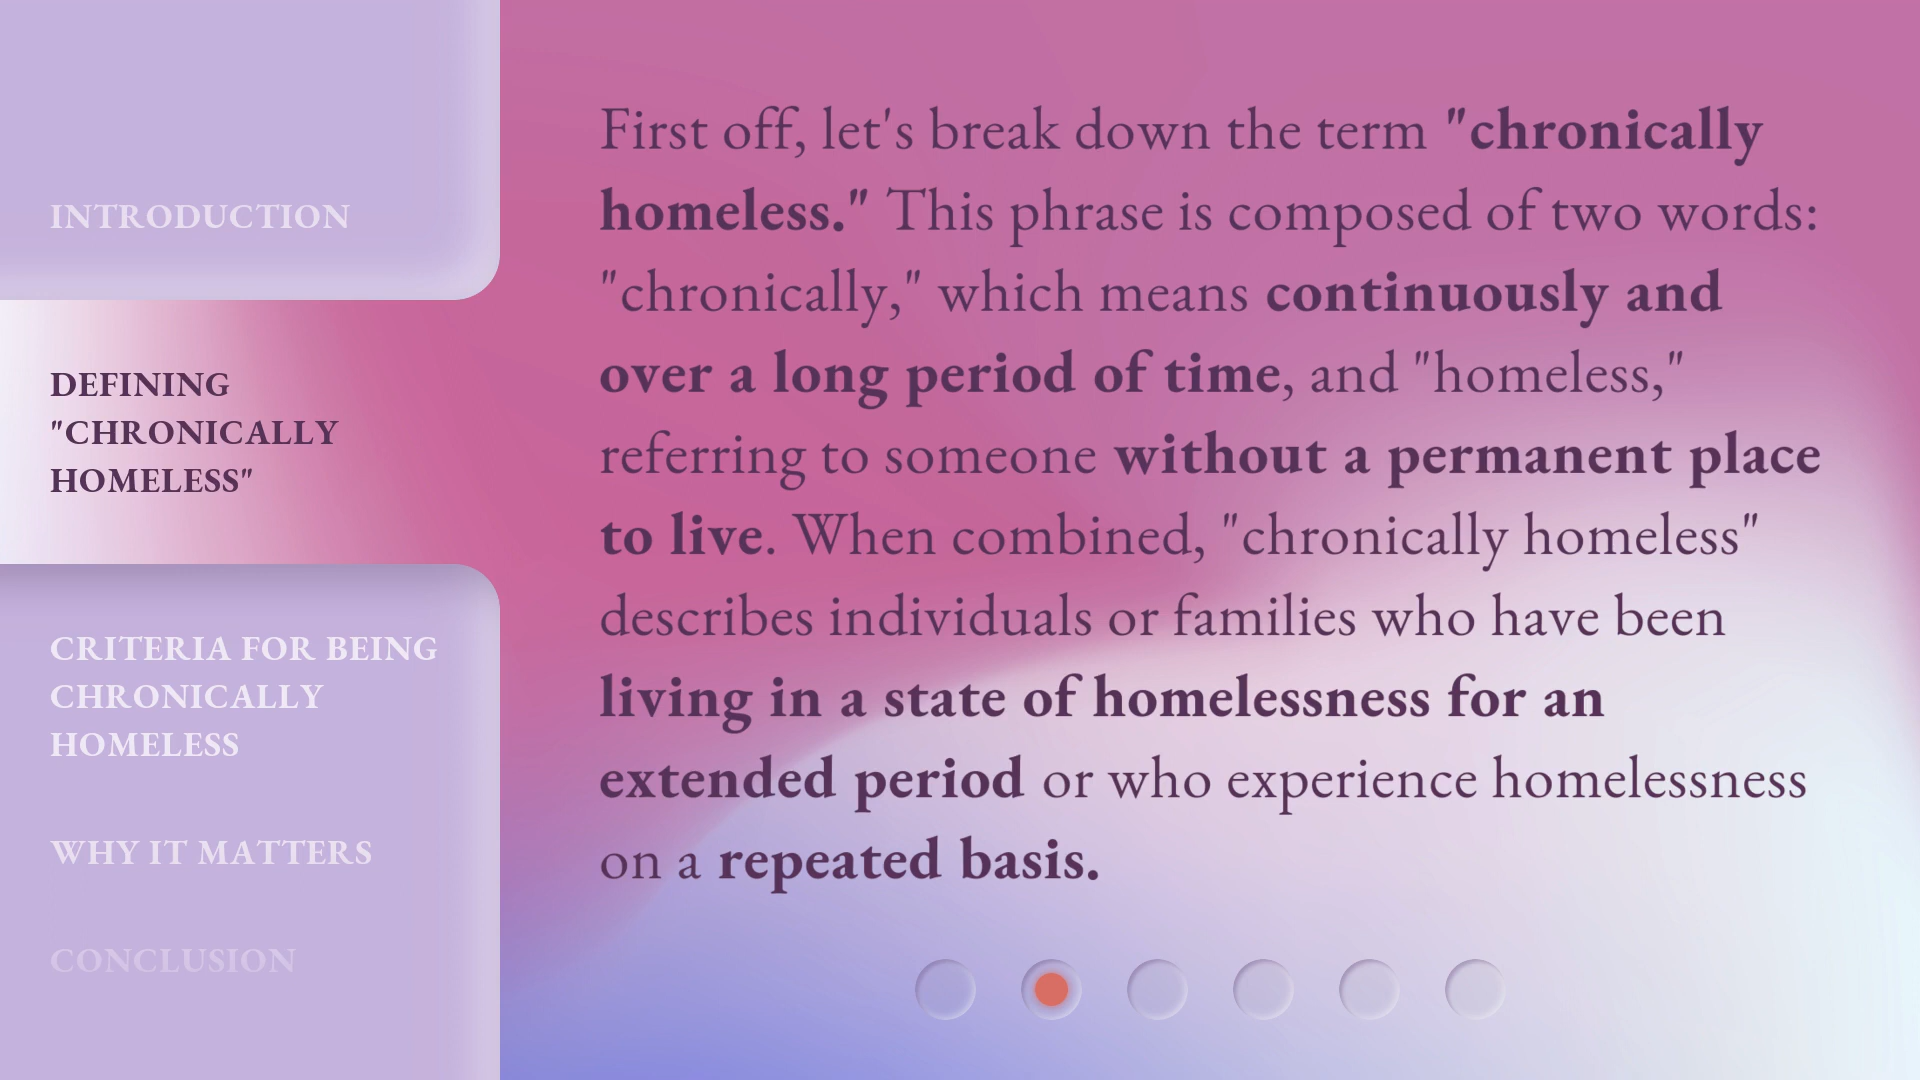 INTRODUCTION
DEFINING
"CHRONICALLY
HOMELESS"
CRITERIA FOR BEING
CHRONICALLY
HOMELESS
WHY IT MATTERS
CONCLUSION
First off, let's break down the term "chronically
homeless." This phrase is composed of two words:
"chronically," which means continuously and
over a long period of time, and "homeless,"
referring to someone without a permanent place
to live. When combined, "chronically homeless"
describes individuals or families who have been
living in a state of homelessness for an
extended period or who experience homelessness
on a repeated basis.